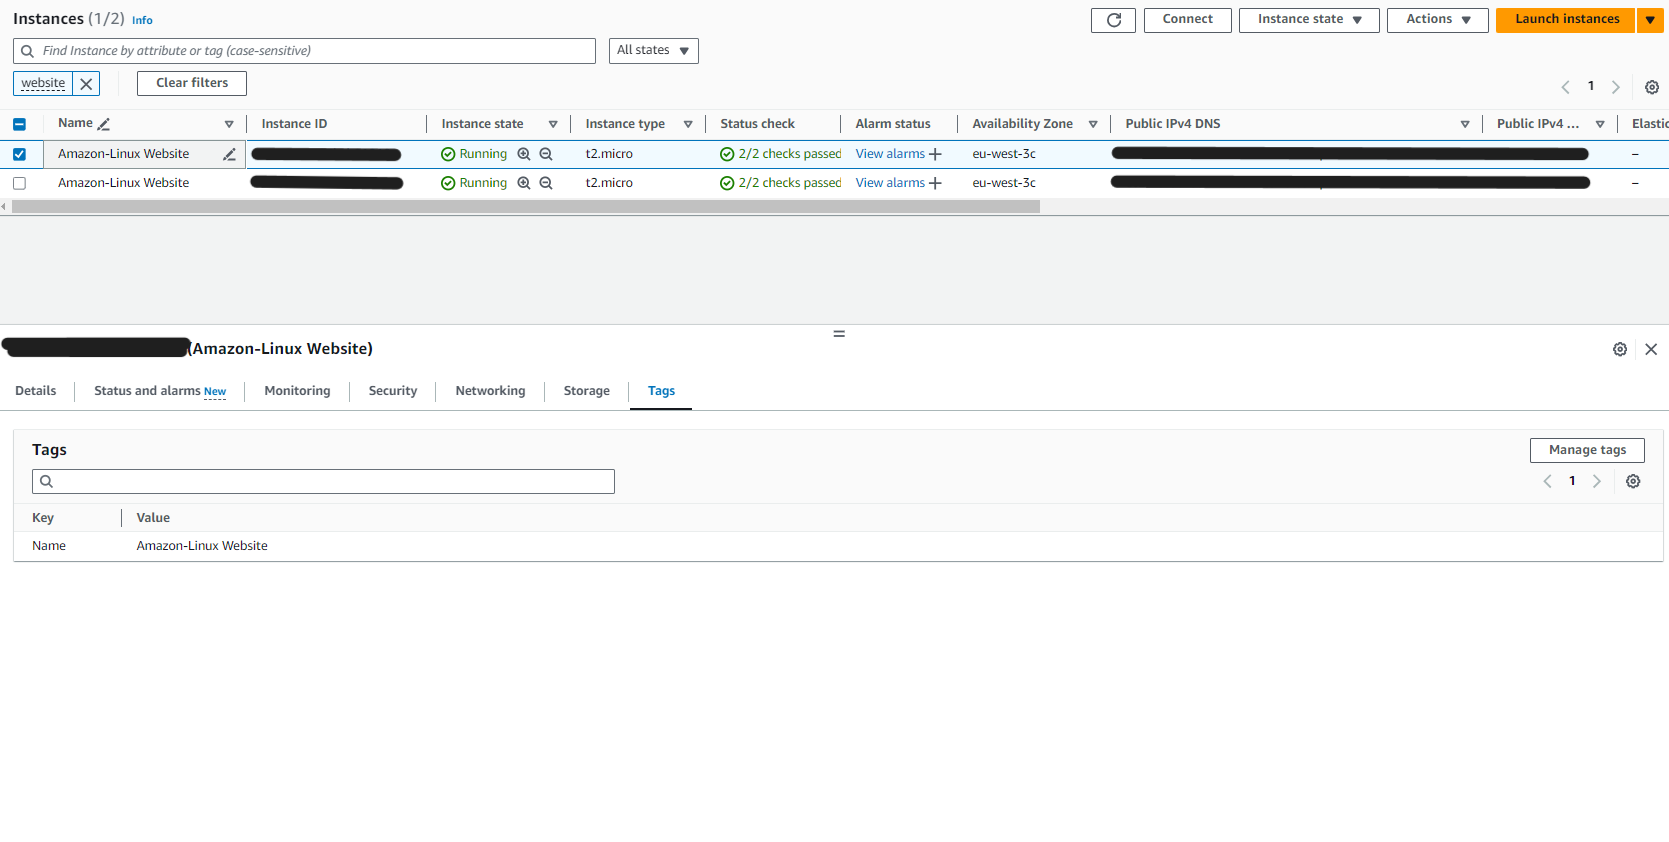 Instances (1/2) Info
Connect Instance state Actions Launch instances
Find Instance by attribute or tag (case-sensitive) All states
website Clear filters
1
Name Instance ID Instance state Instance type Status check Alarm status Availability Zone Public IPv4 DNS Public IPv4 ... Elastic
Amazon-Linux Website Running t2.micro 2/2 checks passed View alarms + eu-west-3c –
Amazon-Linux Website Running t2.micro 2/2 checks passed View alarms + eu-west-3c –
(Amazon-Linux Website)
Details Status and alarms New Monitoring Security Networking Storage Tags
Tags
Manage tags
1
Key Value
Name Amazon-Linux Website